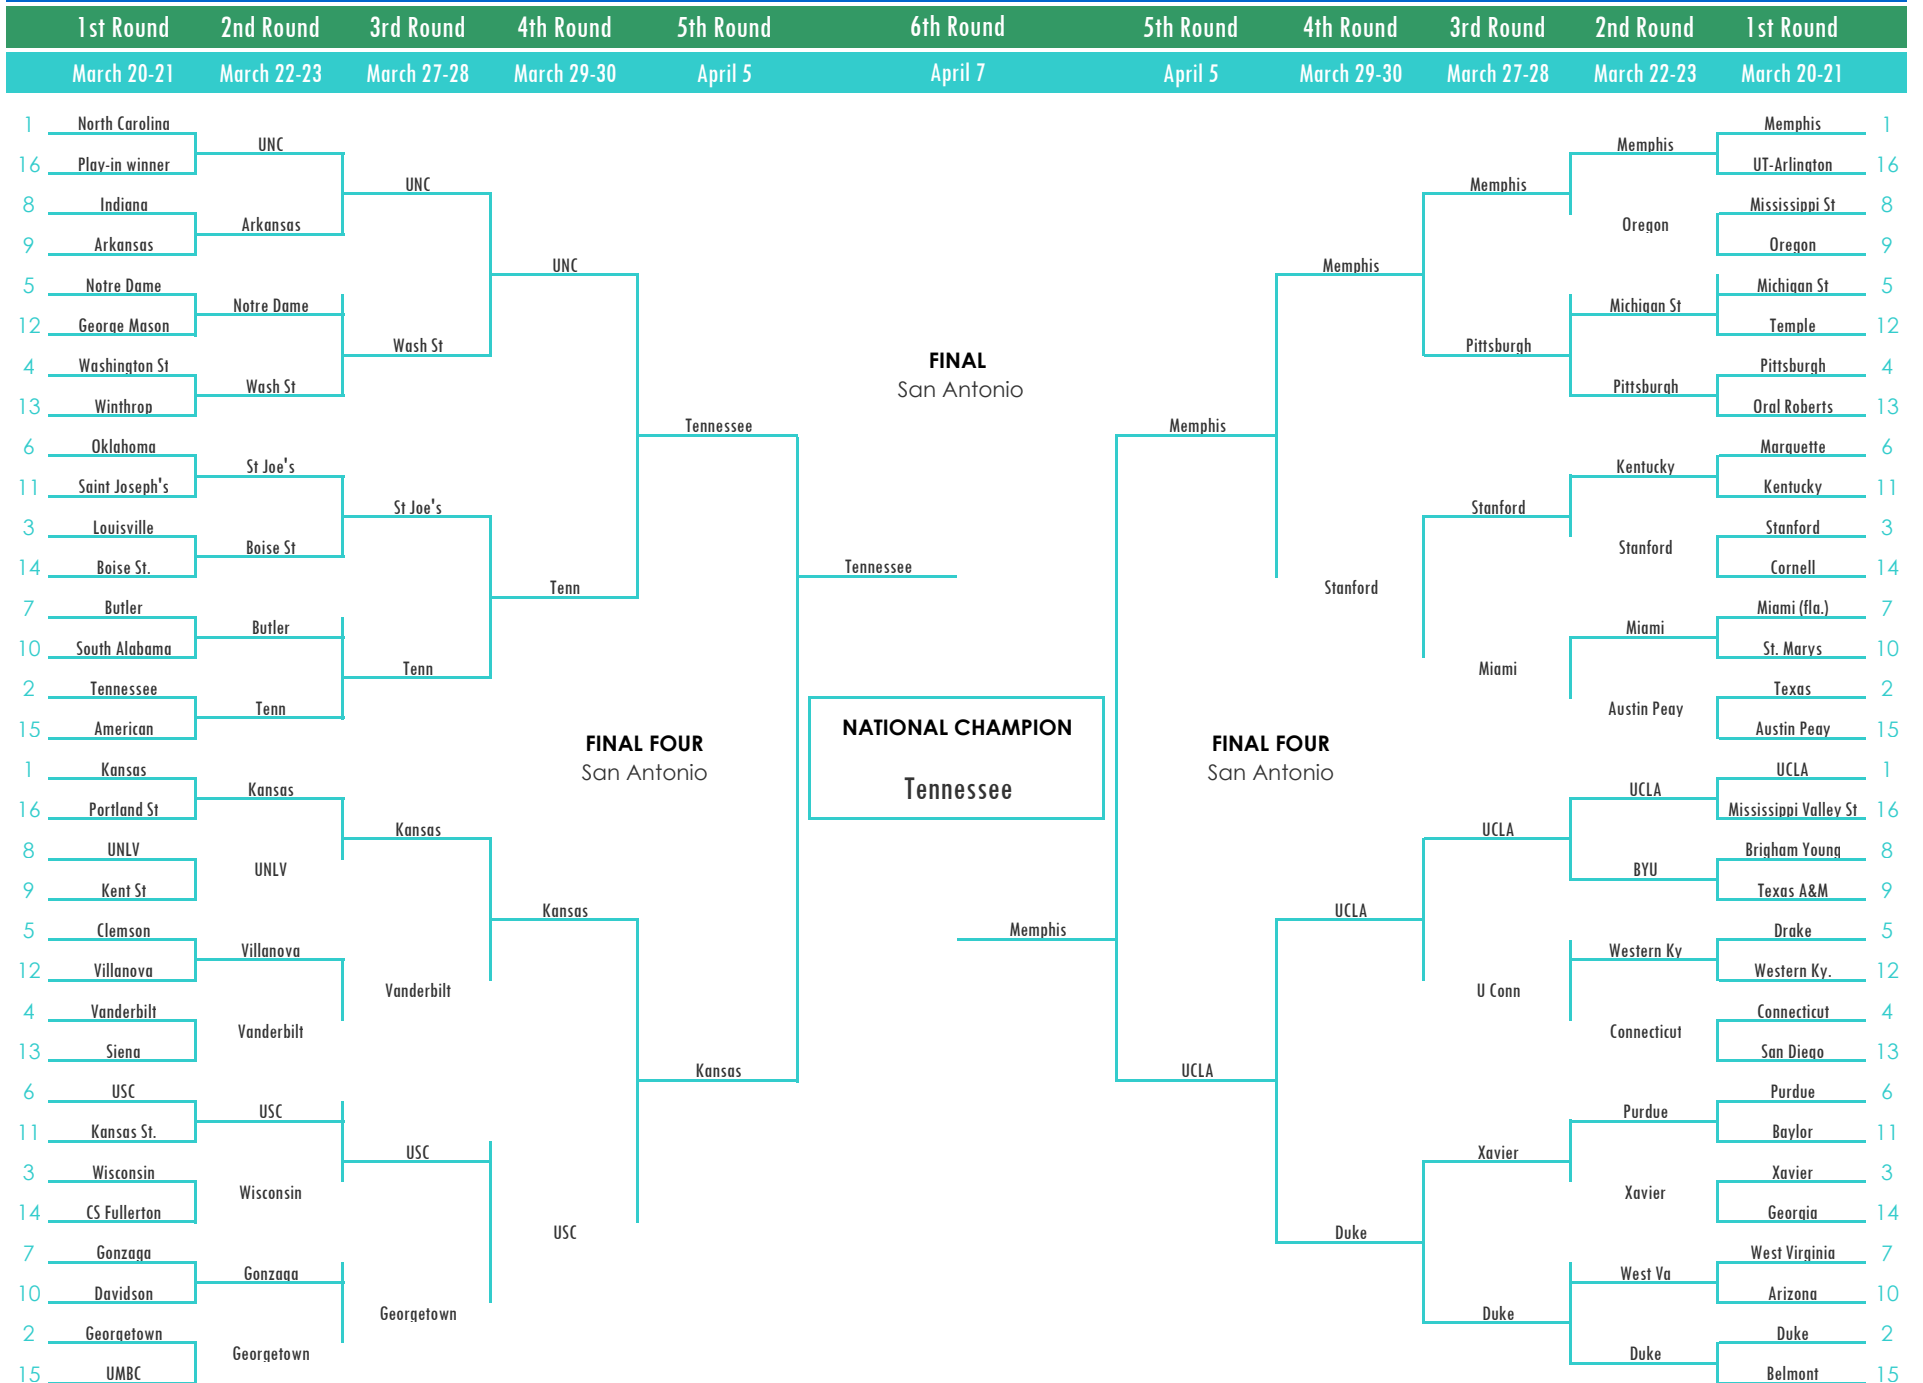 1st Round 2nd Round 3rd Round 4th Round 5th Round 6th Round 5th Round 4th Round 3rd Round 2nd Round 1st Round
March 20-21 March 22-23 March 27-28 March 29-30 April 5 April 7 April 5 March 29-30 March 27-28 March 22-23 March 20-21
1 North Carolina Memphis 1
UNC Memphis
16 Play-in winner UT-Arlington 16
UNC Memphis
8 Indiana Mississippi St 8
Arkansas Oregon
9 Arkansas Oregon 9
UNC Memphis
5 Notre Dame Michigan St 5
Notre Dame Michigan St
12 George Mason Temple 12
Wash St Pittsburgh
FINAL
4 Washington St Pittsburgh 4
Wash St San Antonio Pittsburgh
13 Winthrop Oral Roberts 13
Tennessee Memphis
6 Oklahoma Marquette 6
St Joe's Kentucky
11 Saint Joseph's Kentucky 11
St Joe's Stanford
3 Louisville Stanford 3
Boise St Stanford
14 Boise St. Tennessee Cornell 14
Tenn Stanford
7 Butler Miami (fla.) 7
Butler Miami
10 South Alabama St. Marys 10
Tenn Miami
2 Tennessee Texas 2
Tenn Austin Peay
15 American NATIONAL CHAMPION Austin Peay 15
FINAL FOUR FINAL FOUR
1 Kansas San Antonio San Antonio UCLA 1
Kansas Tennessee UCLA
16 Portland St Mississippi Valley St 16
Kansas UCLA
8 UNLV Brigham Young 8
UNLV BYU
9 Kent St Texas A&M 9
Kansas UCLA
5 Clemson Memphis Drake 5
Villanova Western Ky
12 Villanova Western Ky. 12
Vanderbilt U Conn
4 Vanderbilt Connecticut 4
Vanderbilt Connecticut
13 Siena San Diego 13
Kansas UCLA
6 USC Purdue 6
USC Purdue
11 Kansas St. Baylor 11
USC Xavier
3 Wisconsin Xavier 3
Wisconsin Xavier
14 CS Fullerton Georgia 14
USC Duke
7 Gonzaga West Virginia 7
Gonzaga West Va
10 Davidson Arizona 10
Georgetown Duke
2 Georgetown Duke 2
Georgetown Duke
15 UMBC Belmont 15